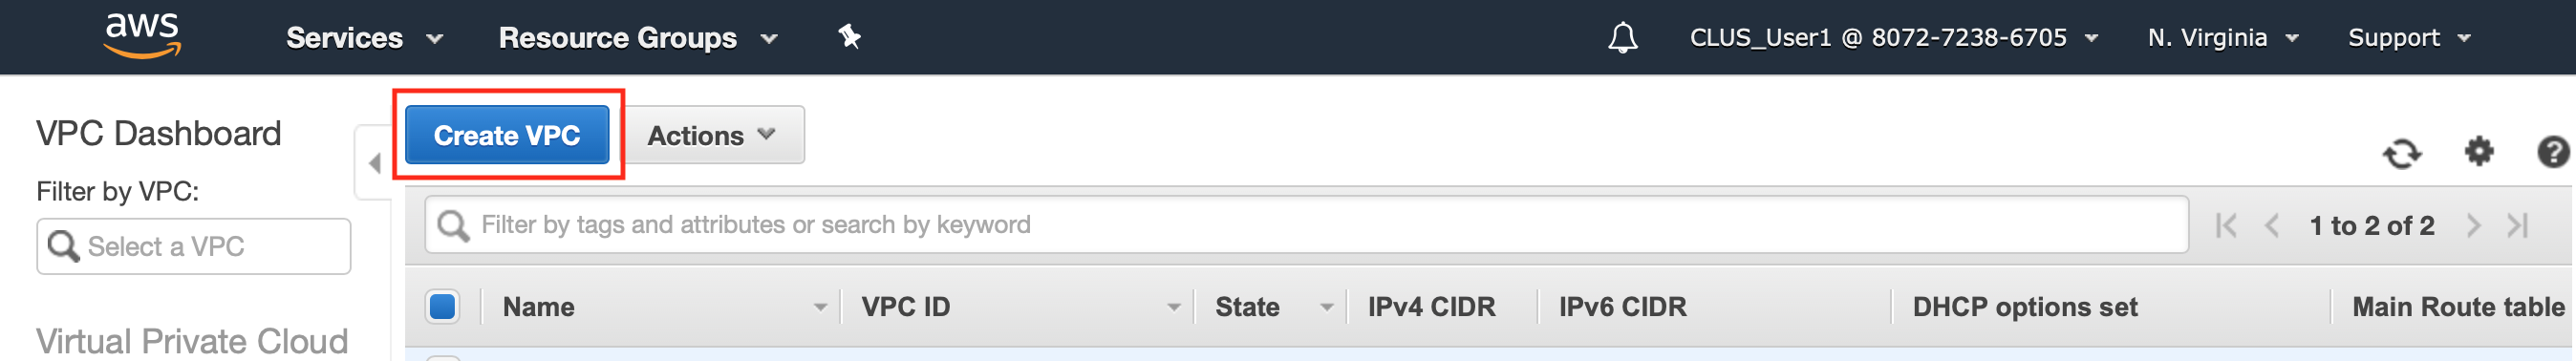 aws Services Resource Groups CLUS_User1 @ 8072-7238-6705 N. Virginia Support
VPC Dashboard
Filter by VPC:
Select a VPC
Virtual Private Cloud
Create VPC Actions
Filter by tags and attributes or search by keyword 1 to 2 of 2
Name VPC ID State IPv4 CIDR IPv6 CIDR DHCP options set Main Route table